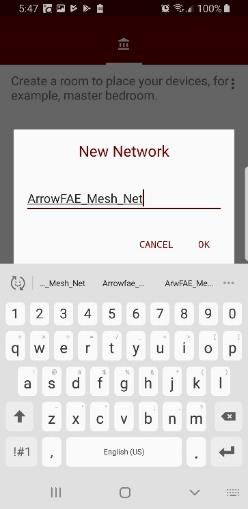 5:47 100%
Create a room to place your devices, for
example, master bedroom.
New Network
ArrowFAE_Mesh_Net
CANCEL OK
..._Mesh_Net Arrowfae_... ArwFAE_Me...
1 2 3 4 5 6 7 8 9 0
q w e r t y u i o p
a s d f g h j k l
z x c v b n m
!#1 , English (US) .